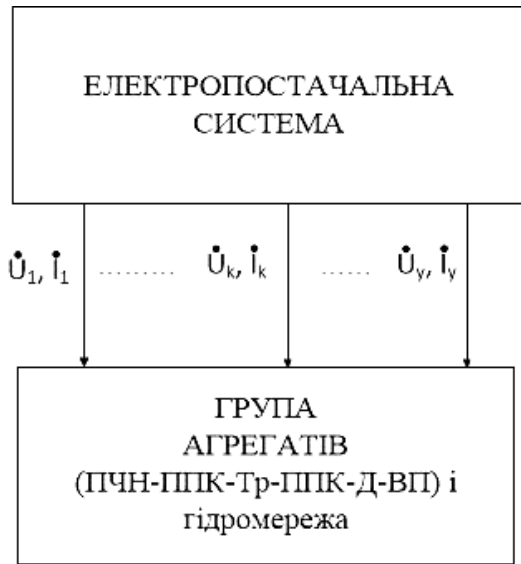 ЕЛЕКТРОПОСТАЧАЛЬНА
СИСТЕМА
U̇₁, İ₁ ......... U̇ₖ, İₖ ...... U̇ᵧ, İᵧ
ГРУПА
АГРЕГАТІВ
(ПЧН-ППК-Тр-ППК-Д-ВП) і
гідромережа